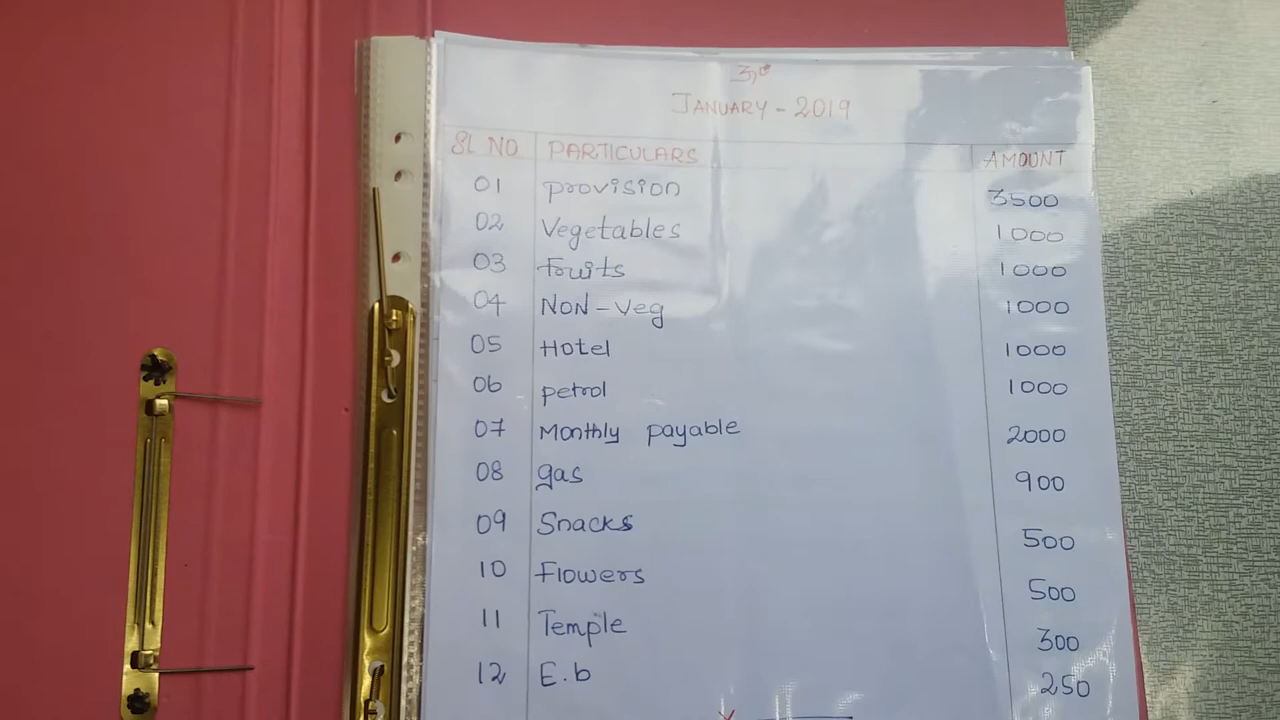 உ
JANUARY - 2019
SL NO PARTICULARS AMOUNT
01 provision 3500
02 Vegetables 1000
03 fruits 1000
04 NON-Veg 1000
05 Hotel 1000
06 petrol 1000
07 Monthly payable 2000
08 gas 900
09 Snacks 500
10 Flowers 500
11 Temple 300
12 E.b 250